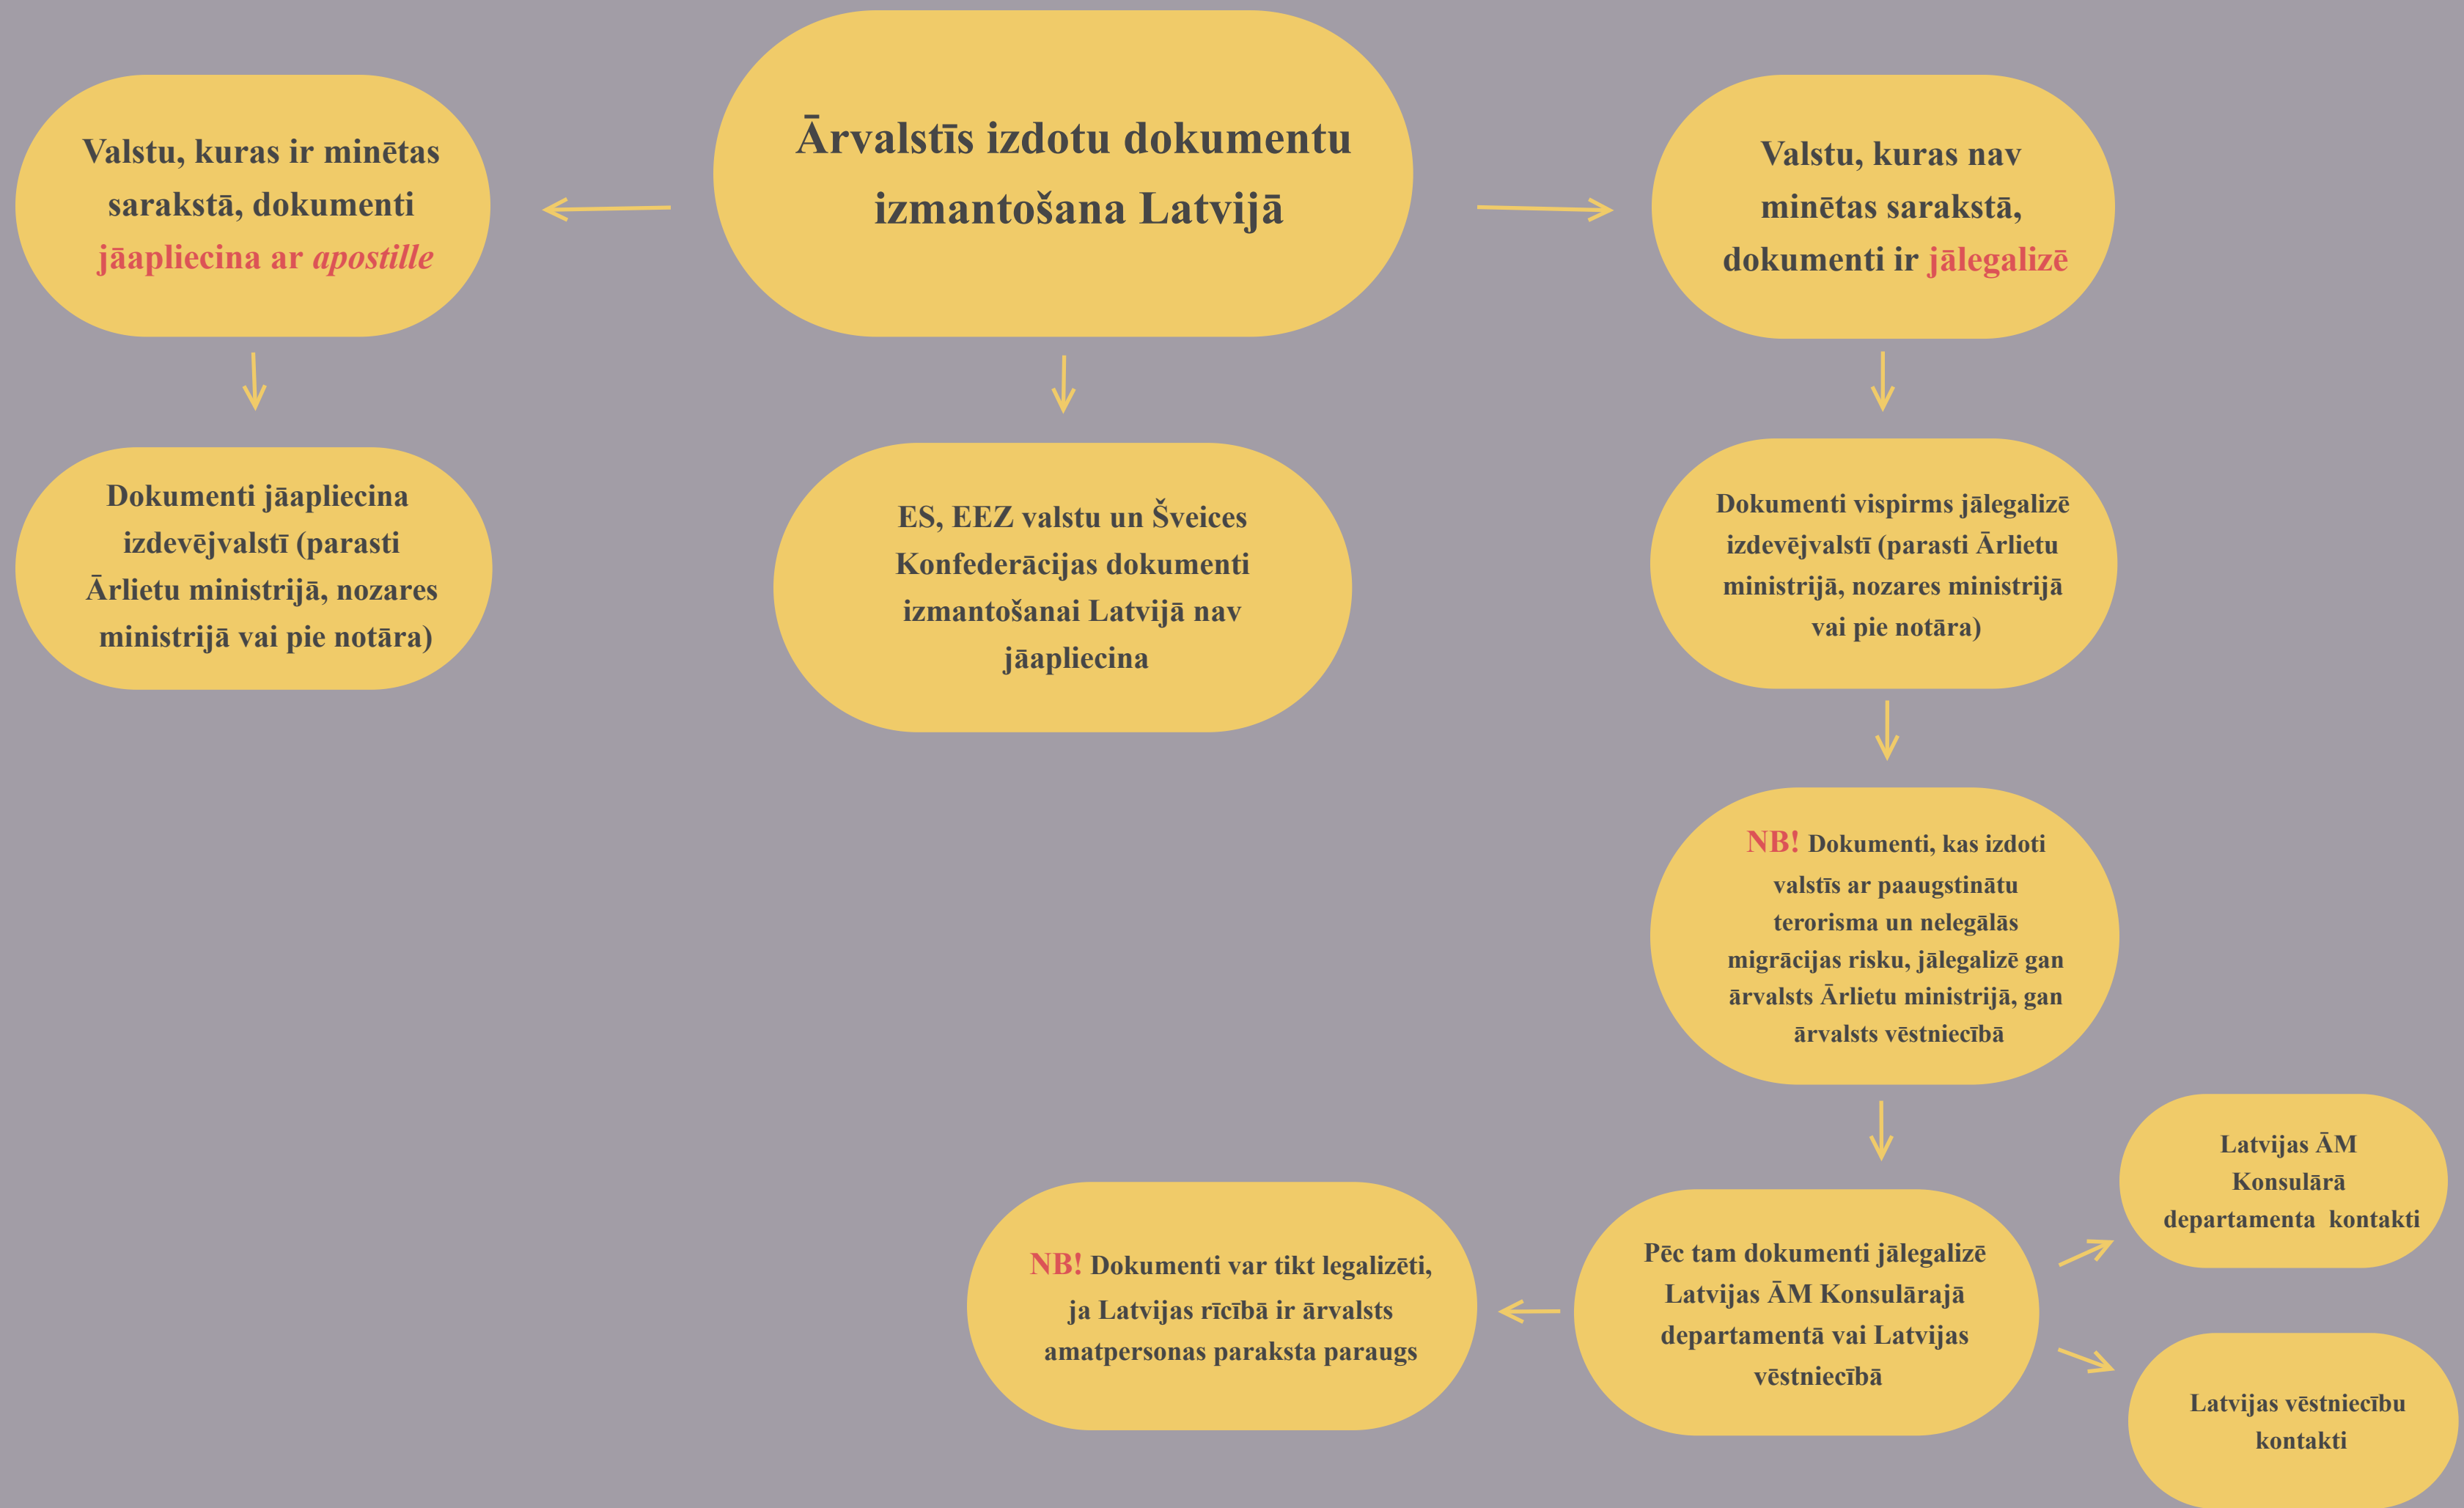 Ārvalstīs izdotu dokumentu
izmantošana Latvijā
Valstu, kuras ir minētas
sarakstā, dokumenti
jāapliecina ar apostille
Dokumenti jāapliecina
izdevējvalstī (parasti
Ārlietu ministrijā, nozares
ministrijā vai pie notāra)
ES, EEZ valstu un Šveices
Konfederācijas dokumenti
izmantošanai Latvijā nav
jāapliecina
Valstu, kuras nav
minētas sarakstā,
dokumenti ir jālegalizē
Dokumenti vispirms jālegalizē
izdevējvalstī (parasti Ārlietu
ministrijā, nozares ministrijā
vai pie notāra)
NB! Dokumenti, kas izdoti
valstīs ar paaugstinātu
terorisma un nelegālās
migrācijas risku, jālegalizē gan
ārvalsts Ārlietu ministrijā, gan
ārvalsts vēstniecībā
Pēc tam dokumenti jālegalizē
Latvijas ĀM Konsulārajā
departamentā vai Latvijas
vēstniecībā
NB! Dokumenti var tikt legalizēti,
ja Latvijas rīcībā ir ārvalsts
amatpersonas paraksta paraugs
Latvijas ĀM
Konsulārā
departamenta kontakti
Latvijas vēstniecību
kontakti